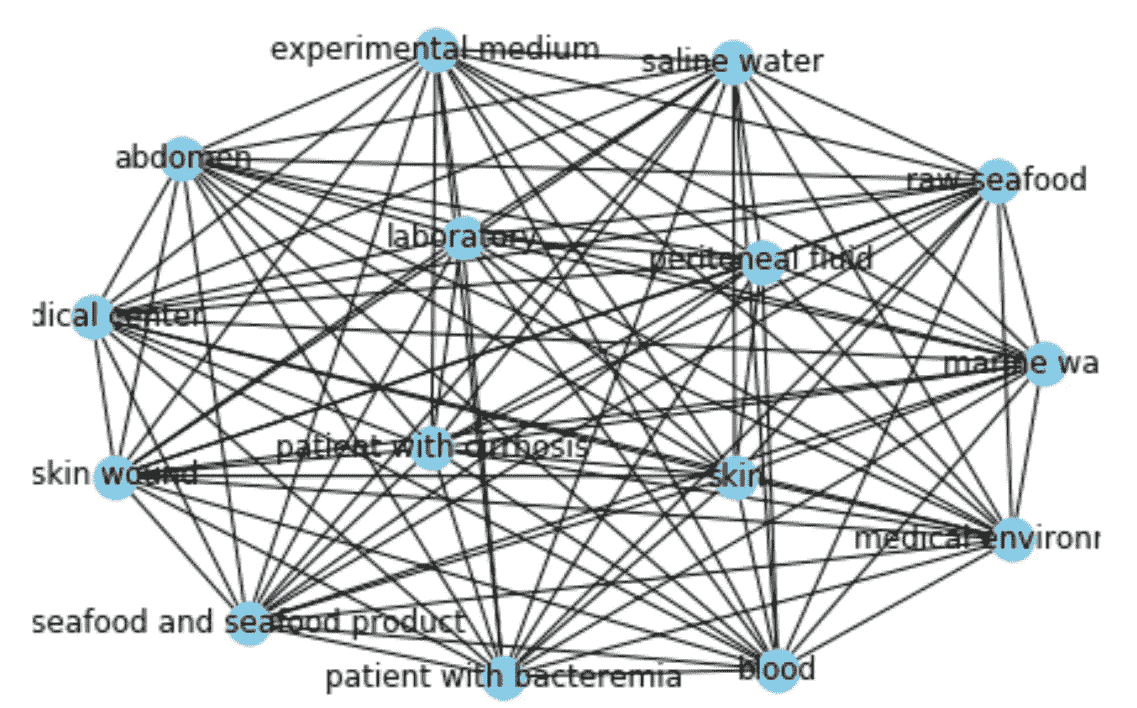 experimental medium
saline water
abdomen
raw seafood
laboratory
peritoneal fluid
dical center
marine wa
patient with cirrhosis
skin wound
skin
medical environr
seafood and seafood product
patient with bacteremia
blood